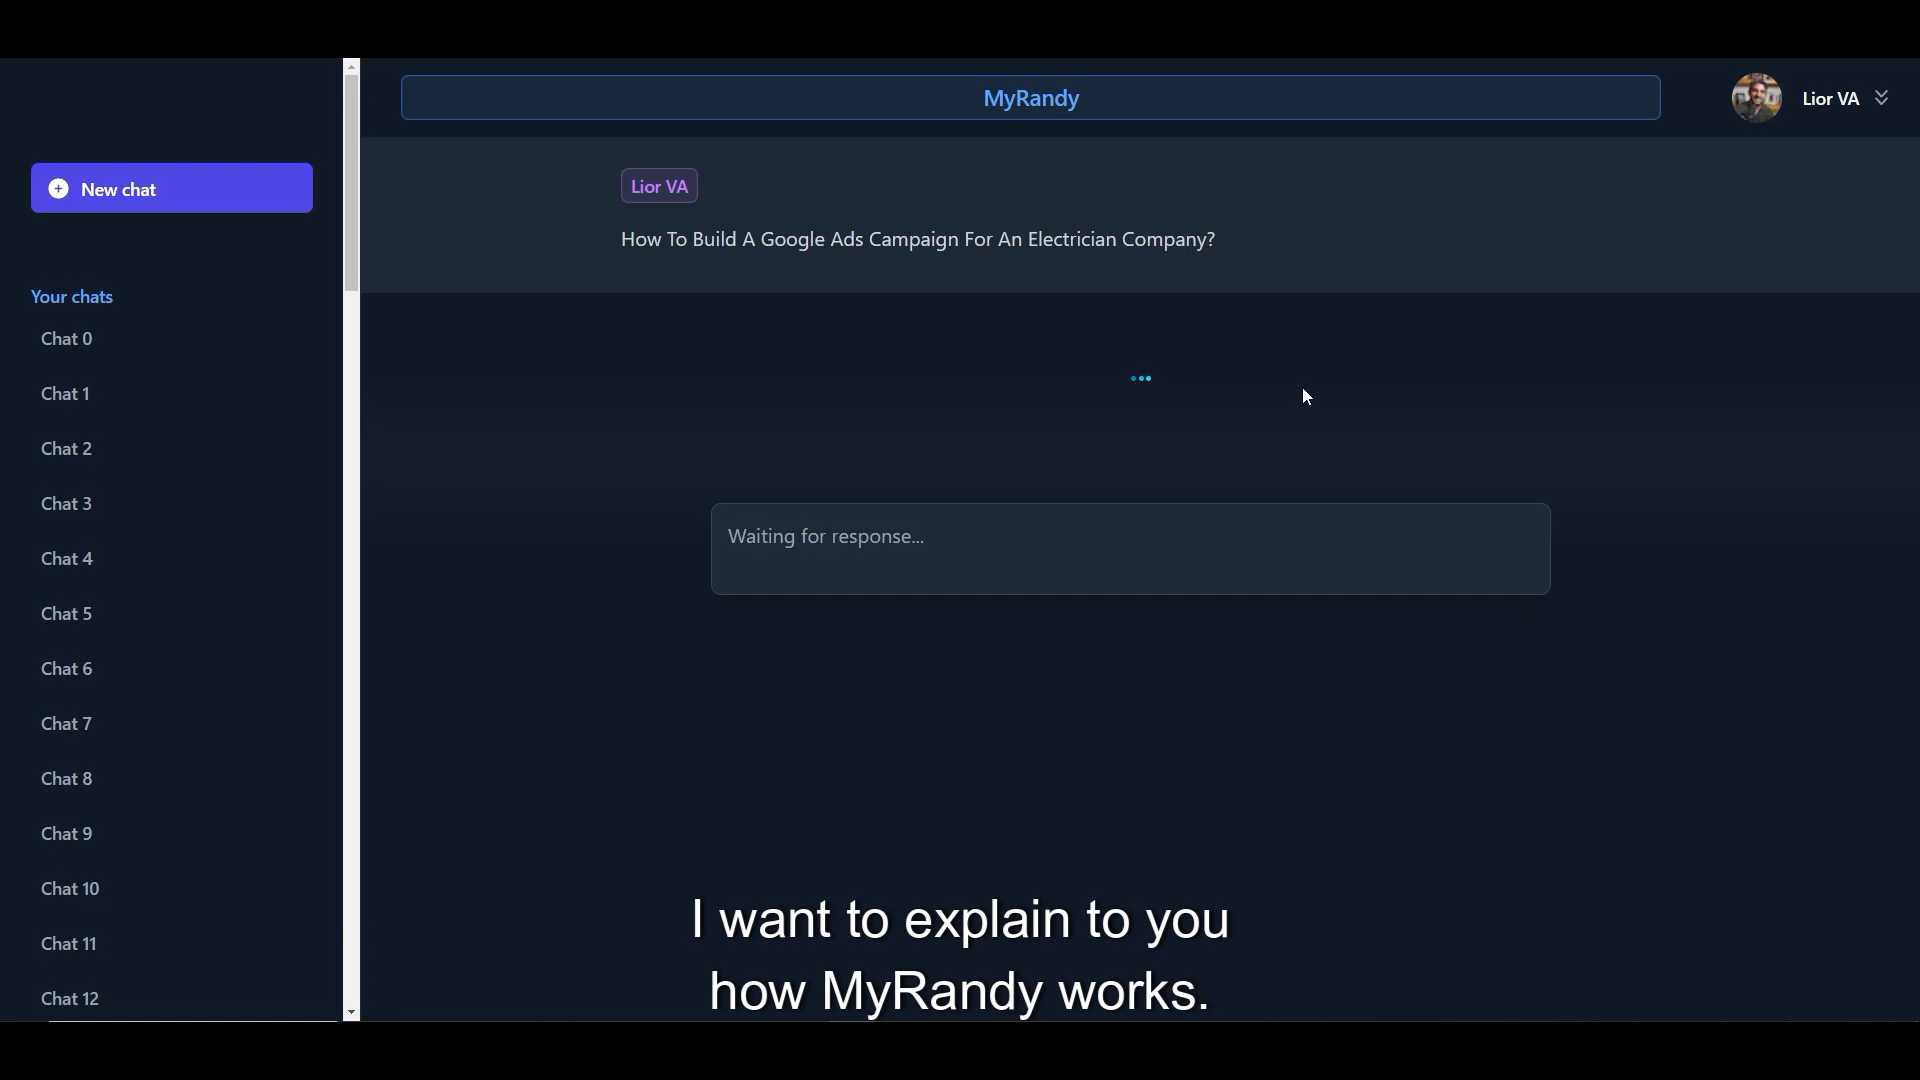 MyRandy
Lior VA
New chat
Lior VA
How To Build A Google Ads Campaign For An Electrician Company?
Your chats
Chat 0
Chat 1
Chat 2
Chat 3
Chat 4
Chat 5
Chat 6
Chat 7
Chat 8
Chat 9
Chat 10
Chat 11
Chat 12
Waiting for response...
I want to explain to you
how MyRandy works.